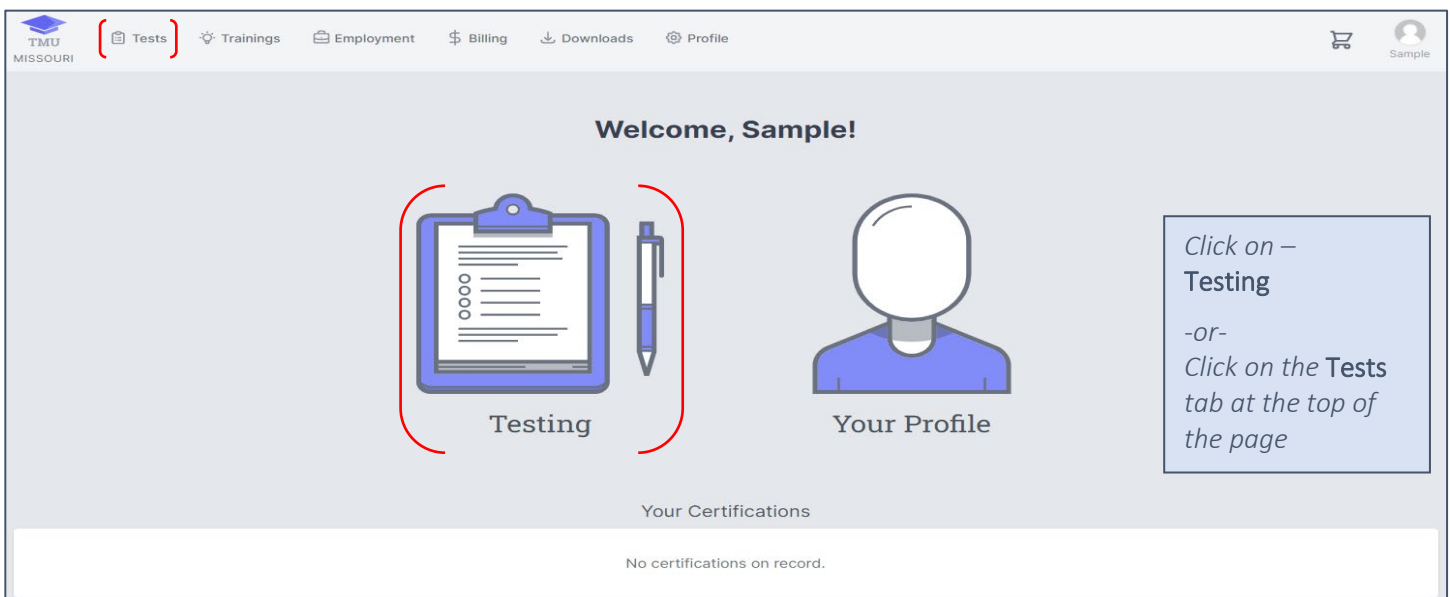 TMU
MISSOURI
Tests
Trainings
Employment
$ Billing
Downloads
Profile
Sample
Welcome, Sample!
Testing
Your Profile
Click on –
Testing
-or-
Click on the Tests
tab at the top of
the page
Your Certifications
No certifications on record.